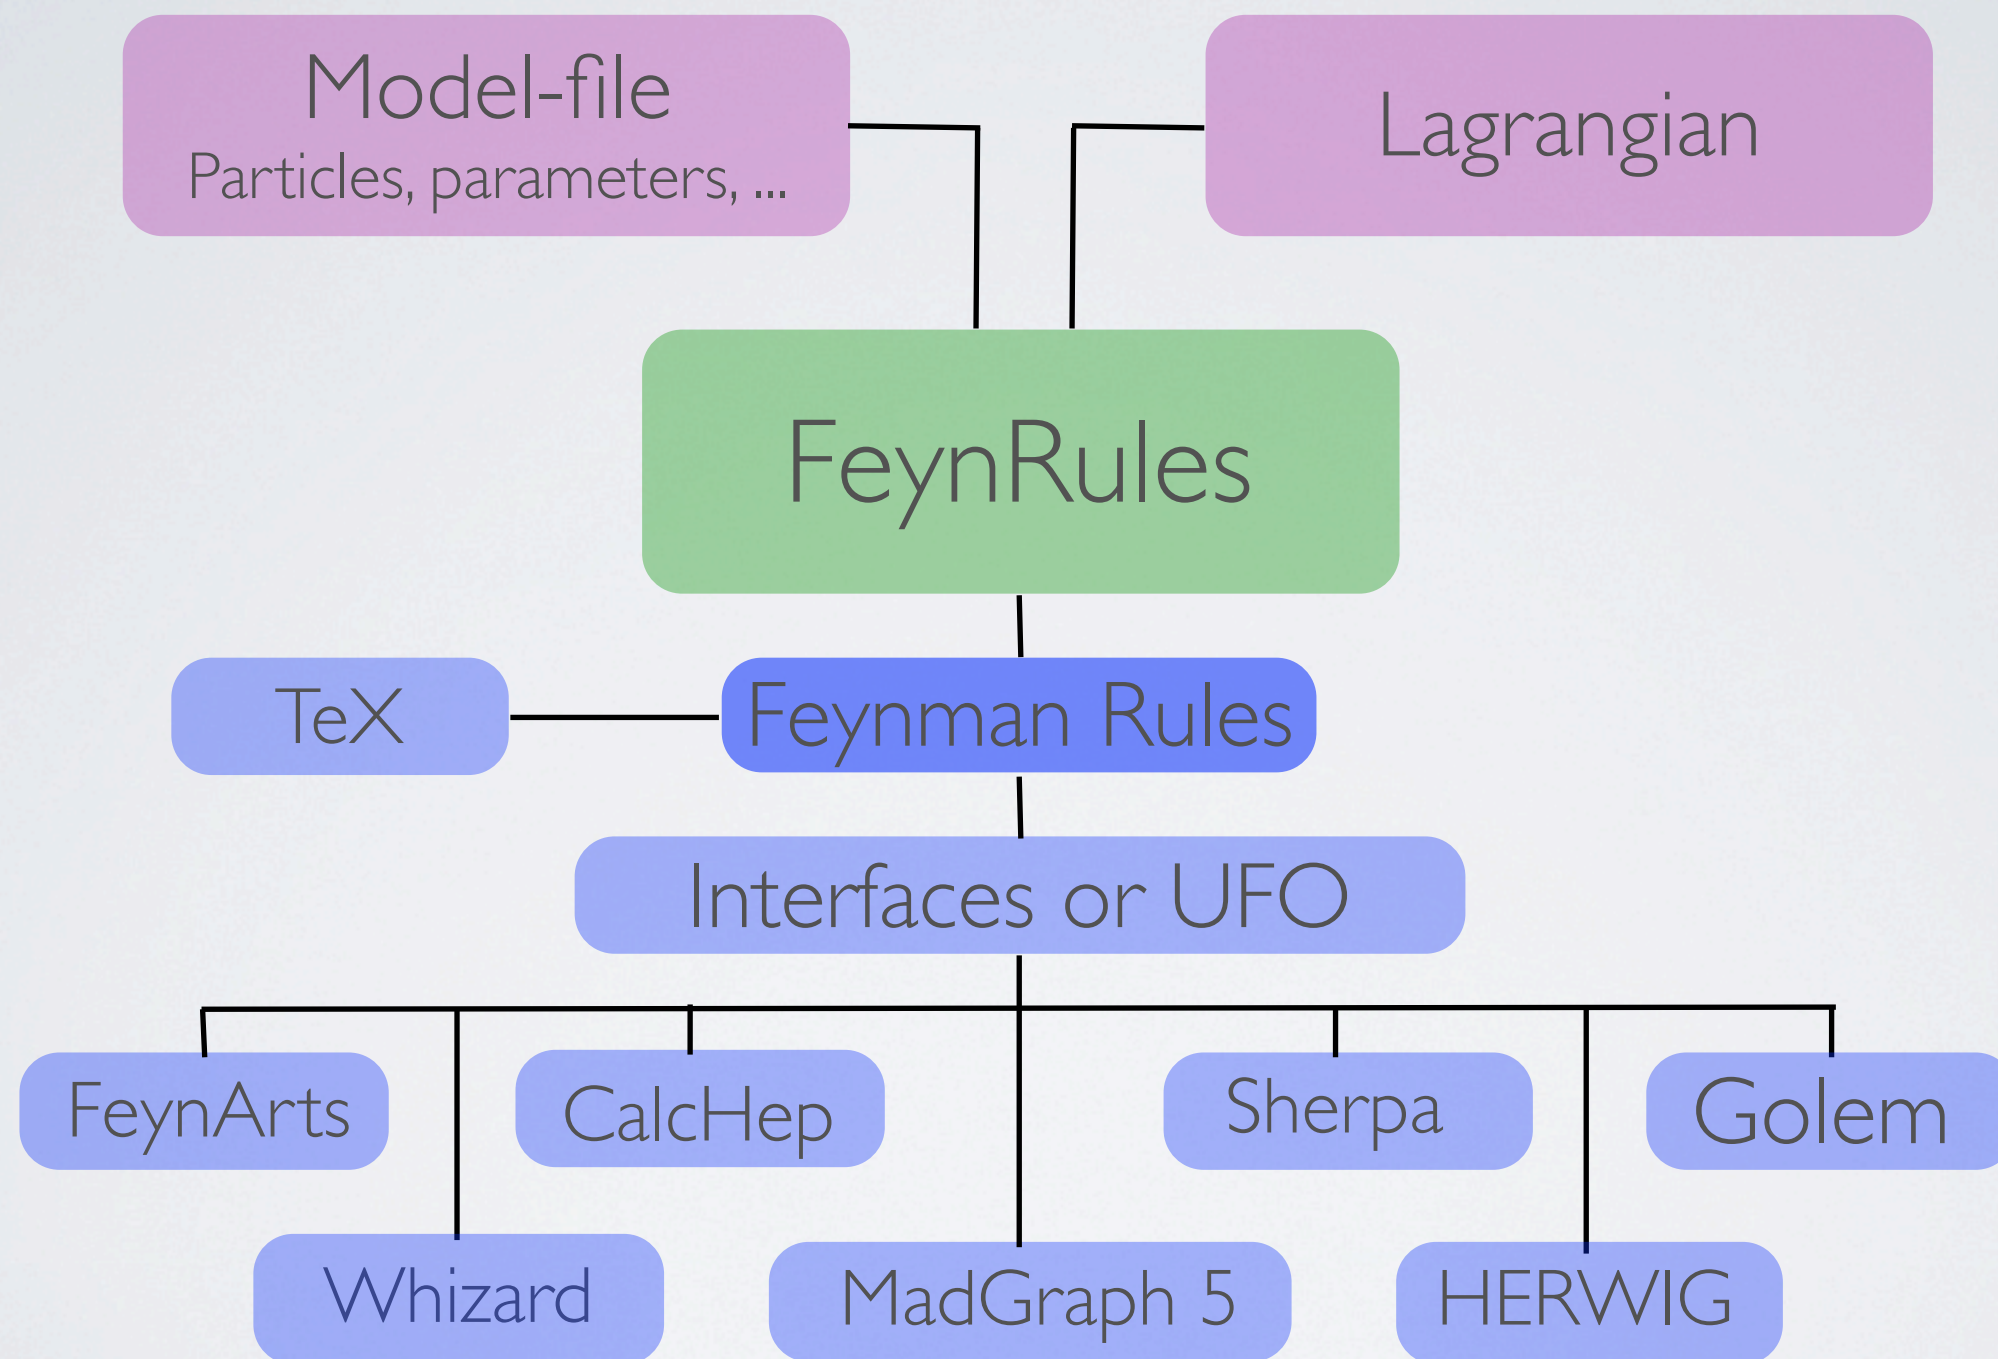 Model-file
Particles, parameters, ...
Lagrangian
FeynRules
TeX
Feynman Rules
Interfaces or UFO
FeynArts
CalcHep
Sherpa
Golem
Whizard
MadGraph 5
HERWIG